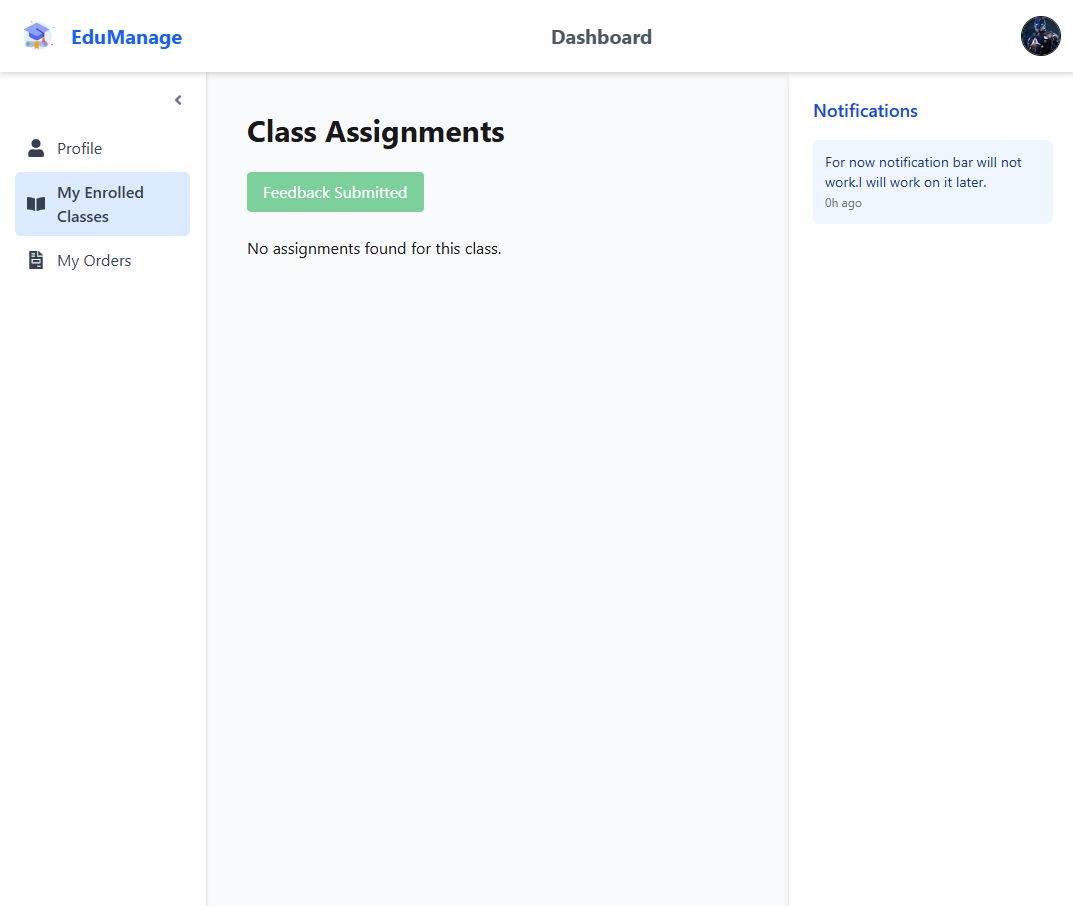 EduManage
Dashboard
Profile
My Enrolled
Classes
My Orders
Class Assignments
Feedback Submitted
No assignments found for this class.
Notifications
For now notification bar will not
work.I will work on it later.
0h ago